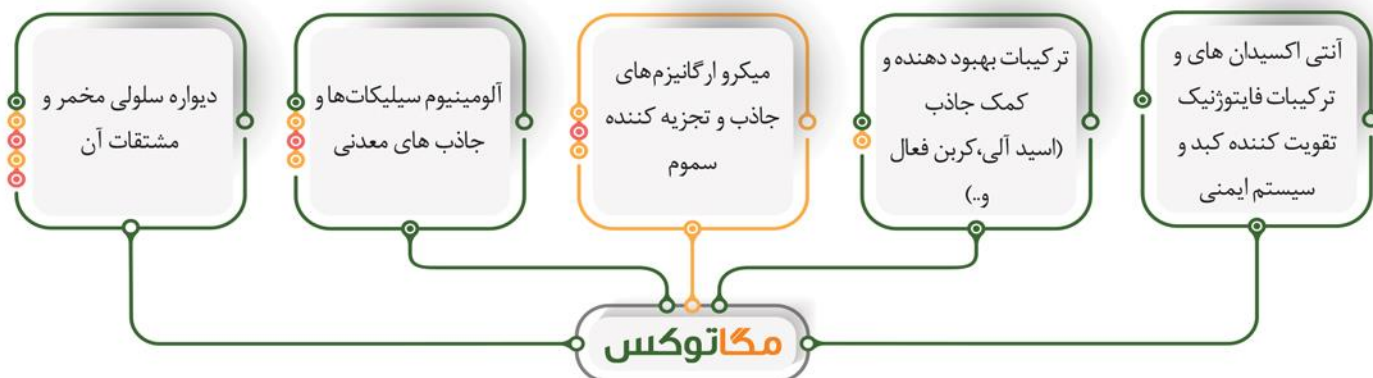 آنتی اکسیدان های و
ترکیبات فایتوژنیک
تقویت کننده کبد و
سیستم ایمنی
ترکیبات بهبود دهنده و
کمک جاذب
(اسید آلی،کربن فعال
و..)
میکرو ارگانیزم‌های
جاذب و تجزیه کننده
سموم
آلومینیوم سیلیکات‌ها و
جاذب های معدنی
دیواره سلولی مخمر و
مشتقات آن
مگاتوکس